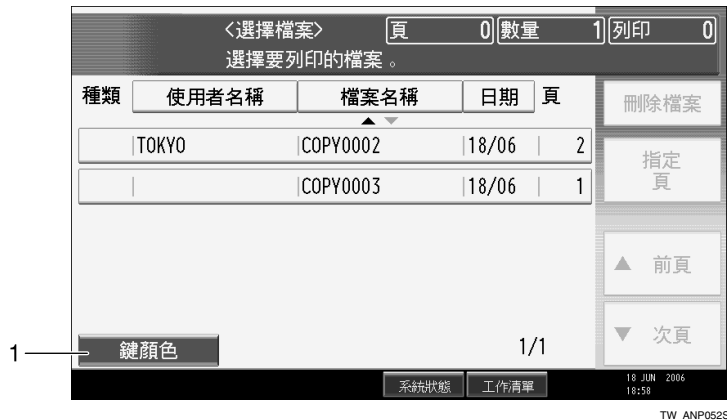 <選擇檔案> 頁 0 數量 1 列印 0
選擇要列印的檔案。
種類 使用者名稱 檔案名稱 日期 頁 刪除檔案
TOKYO COPY0002 18/06 2
指定
頁
COPY0003 18/06 1
▲ 前頁
▼ 次頁
1 鍵顏色 1/1
系統狀態 工作清單 18 JUN 2006
18:58
TW ANP052S